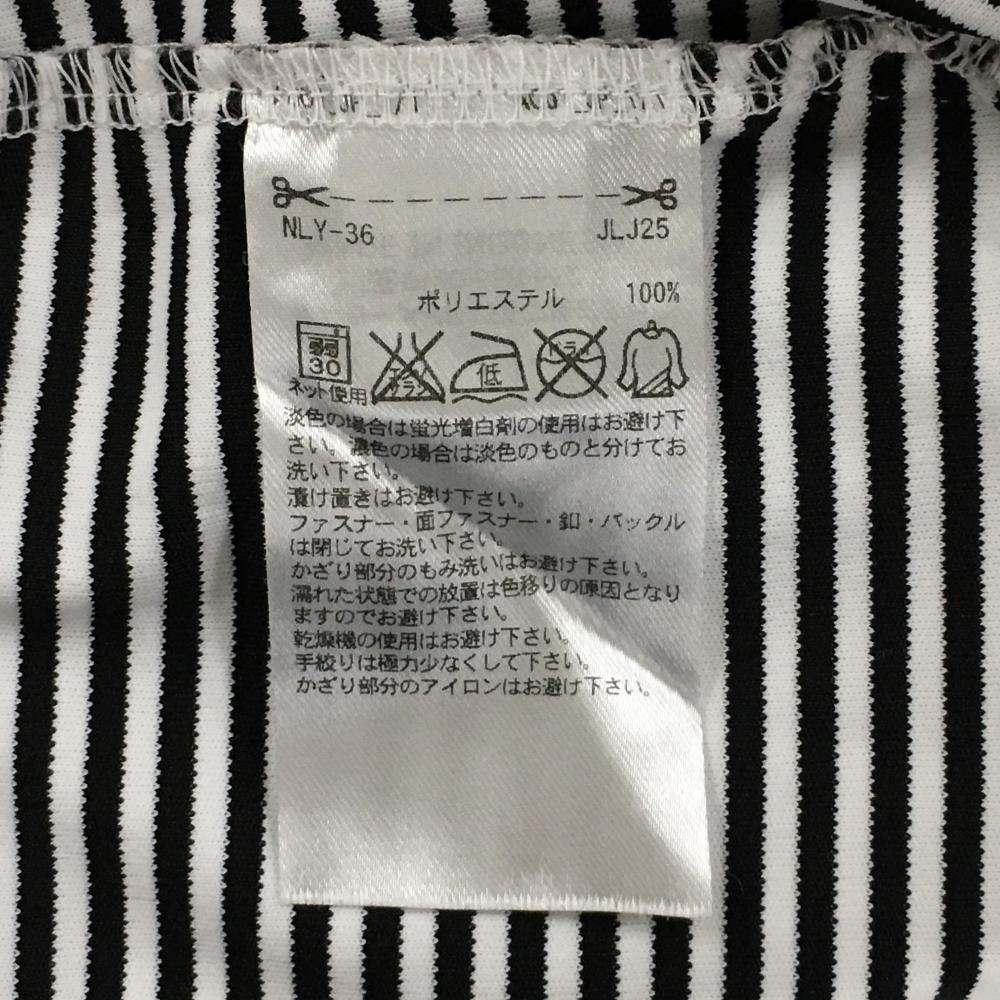 NLY-36 JLJ25
ポリエステル 100%
弱 30 低
ネット使用
淡色の場合は蛍光増白剤の使用はお避け下
さい。濃色の場合は淡色のものと分けてお
洗い下さい。
漬け置きはお避け下さい。
ファスナー・面ファスナー・釦・バックル
は閉じてお洗い下さい。
かざり部分のもみ洗いはお避け下さい。
濡れた状態での放置は色移りの原因となり
ますのでお避け下さい。
乾燥機の使用はお避け下さい。
手絞りは極力少なくして下さい。
かざり部分のアイロンはお避け下さい。